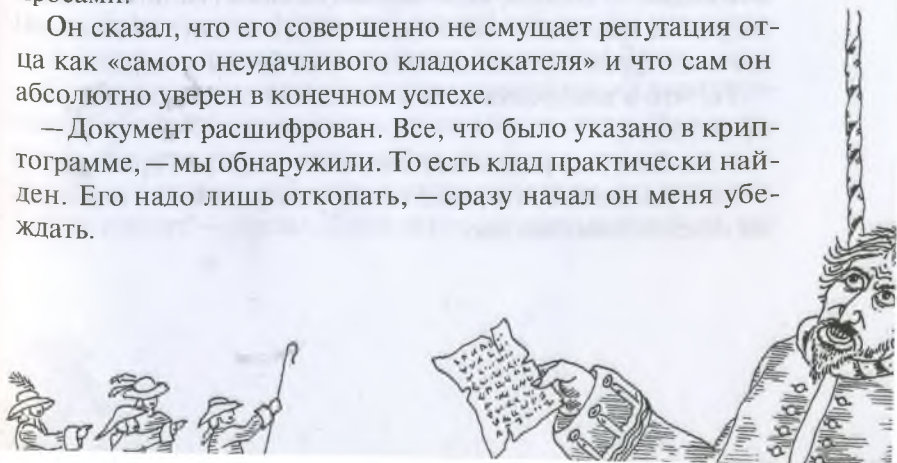 Он сказал, что его совершенно не смущает репутация от-
ца как «самого неудачливого кладоискателя» и что сам он
абсолютно уверен в конечном успехе.
— Документ расшифрован. Все, что было указано в крип-
тограмме, — мы обнаружили. То есть клад практически най-
ден. Его надо лишь откопать, — сразу начал он меня убе-
ждать.